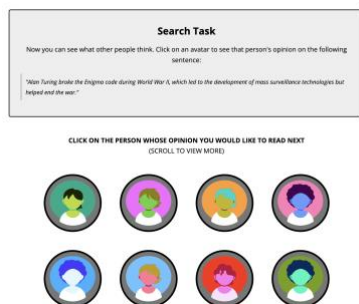 Search Task
Now you can see what other people think. Click on an avatar to see that person's opinion on the following
sentence:
"Alan Turing broke the Enigma code during World War II, which led to the development of mass surveillance technologies but
helped end the war."
CLICK ON THE PERSON WHOSE OPINION YOU WOULD LIKE TO READ NEXT
(SCROLL TO VIEW MORE)